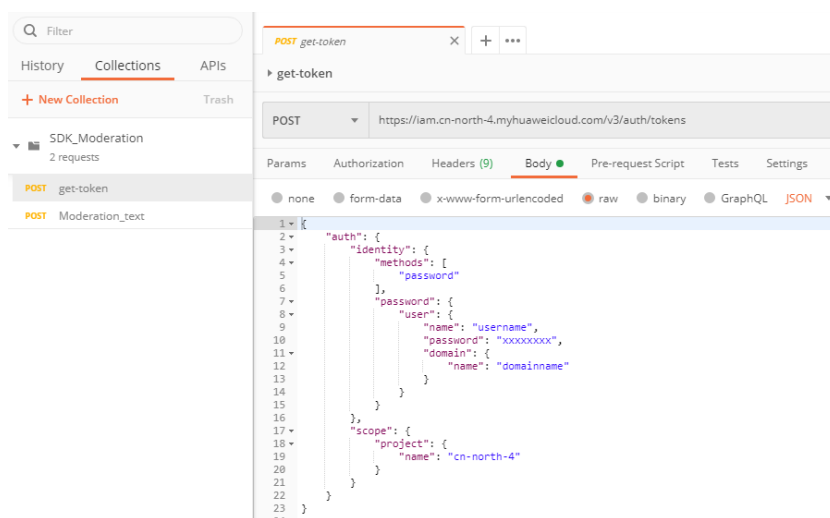 Filter
History Collections APIs
+ New Collection Trash
SDK_Moderation
2 requests
POST get-token
POST Moderation_text
POST get-token × + •••
get-token
POST https://iam.cn-north-4.myhuaweicloud.com/v3/auth/tokens
Params Authorization Headers (9) Body Pre-request Script Tests Settings
none form-data x-www-form-urlencoded raw binary GraphQL JSON
1 {
2 "auth": {
3 "identity": {
4 "methods": [
5 "password"
6 ],
7 "password": {
8 "user": {
9 "name": "username",
10 "password": "xxxxxxxx",
11 "domain": {
12 "name": "domainname"
13 }
14 }
15 }
16 },
17 "scope": {
18 "project": {
19 "name": "cn-north-4"
20 }
21 }
22 }
23 }